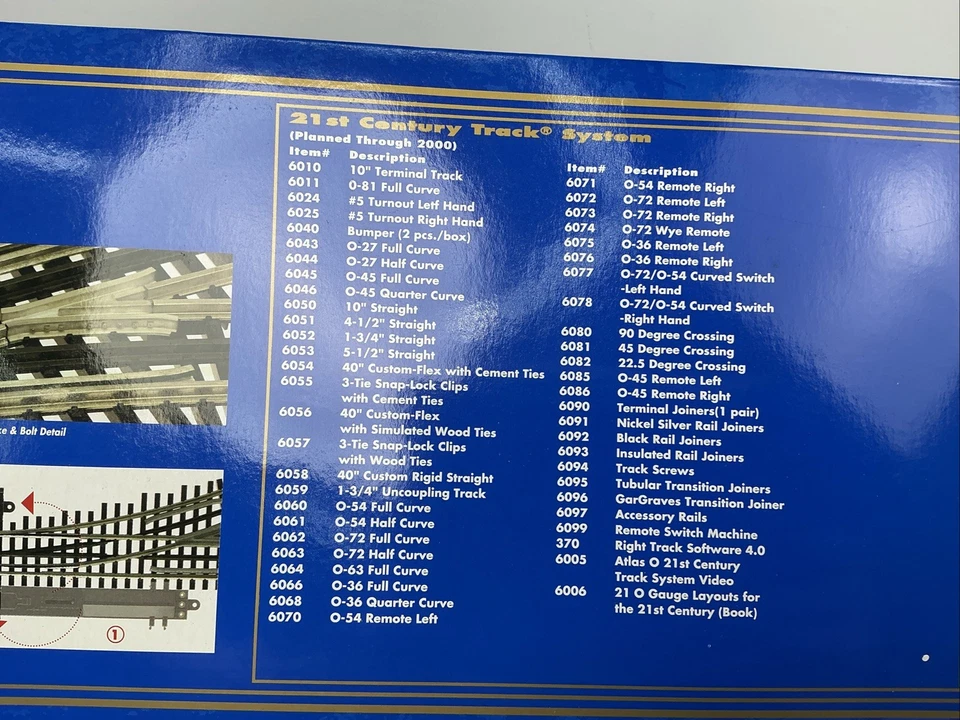 21st Century Track® System
(Planned Through 2000)
Item# Description
6010 10" Terminal Track
6011 0-81 Full Curve
6024 #5 Turnout Letf Hand
6025 #5 Turnout Right Hand
6040 Bumper (2 pcs./box)
6043 O-27 Full Curve
6044 O-27 Half Curve
6045 O-45 Full Curve
6046 O-45 Quarter Curve
6050 10" Straight
6051 4-1/2" Straight
6052 1-3/4" Straight
6053 5-1/2" Straight
6054 40" Custom-Flex with Cement Ties
6055 3-Tie Snap-Lock Clips
with Cement Ties
6056 40" Custom-Flex
with Simulated Wood Ties
6057 3-Tie Snap-Lock Clips
with Wood Ties
6058 40" Custom Rigid Straight
6059 1-3/4" Uncoupling Track
6060 O-54 Full Curve
6061 O-54 Half Curve
6062 O-72 Full Curve
6063 O-72 Half Curve
6064 O-63 Full Curve
6066 O-36 Full Curve
6068 O-36 Quarter Curve
6070 O-54 Remote Left
Item# Description
6071 O-54 Remote Right
6072 O-72 Remote Left
6073 O-72 Remote Right
6074 O-72 Wye Remote
6075 O-36 Remote Left
6076 O-36 Remote Right
6077 O-72/O-54 Curved Switch
-Left Hand
6078 O-72/O-54 Curved Switch
-Right Hand
6080 90 Degree Crossing
6081 45 Degree Crossing
6082 22.5 Degree Crossing
6085 O-45 Remote Left
6086 O-45 Remote Right
6090 Terminal Joiners(1 pair)
6091 Nickel Silver Rail Joiners
6092 Black Rail Joiners
6093 Insulated Rail Joiners
6094 Track Screws
6095 Tubular Transition Joiners
6096 GarGraves Transition Joiner
6097 Accessory Rails
6099 Remote Switch Machine
370 Right Track Software 4.0
6005 Atlas O 21st Century
Track System Video
6006 21 O Gauge Layouts for
the 21st Century (Book)
& Bolt Detail
1